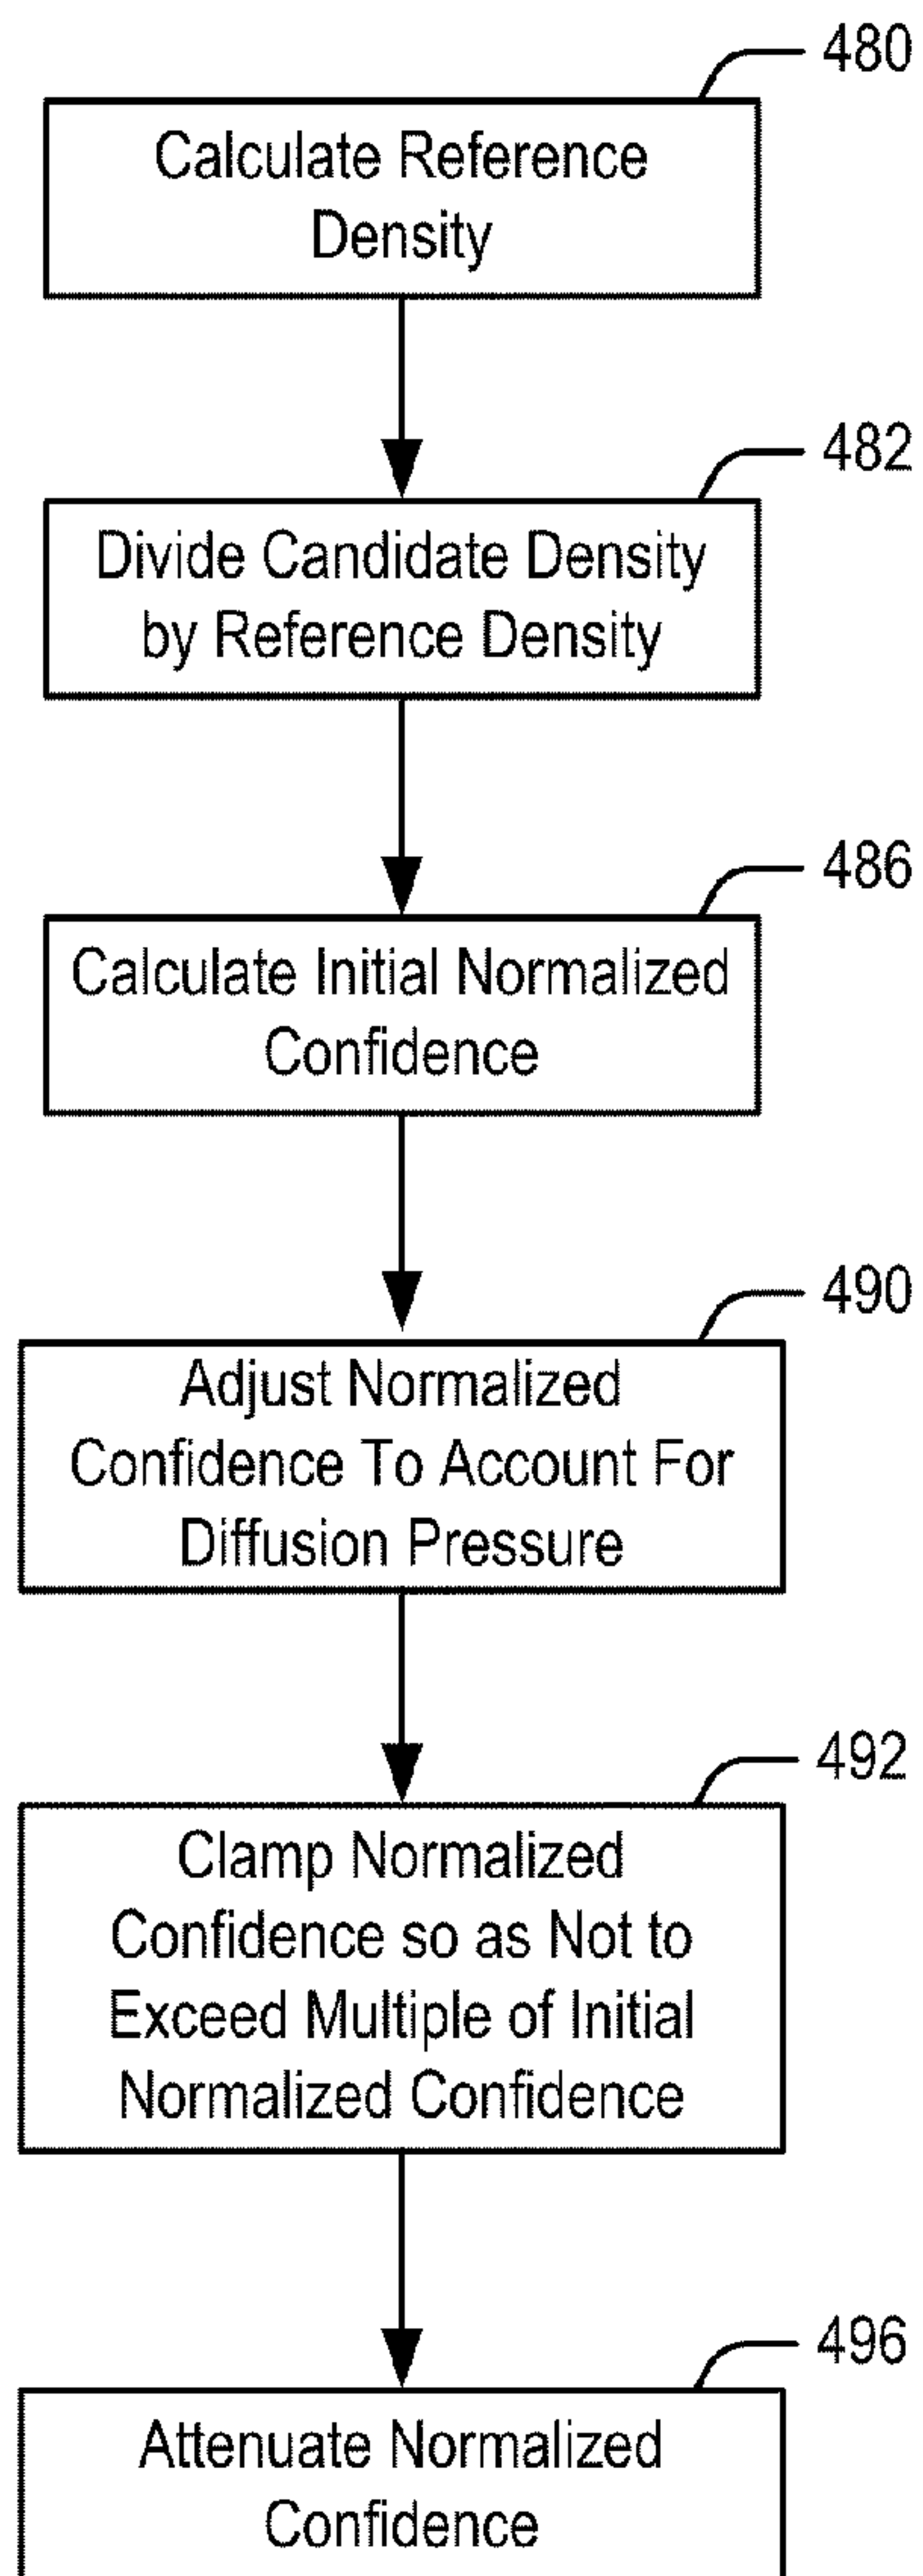 480
Calculate Reference
Density
482
Divide Candidate Density
by Reference Density
486
Calculate Initial Normalized
Confidence
490
Adjust Normalized
Confidence To Account For
Diffusion Pressure
492
Clamp Normalized
Confidence so as Not to
Exceed Multiple of Initial
Normalized Confidence
496
Attenuate Normalized
Confidence